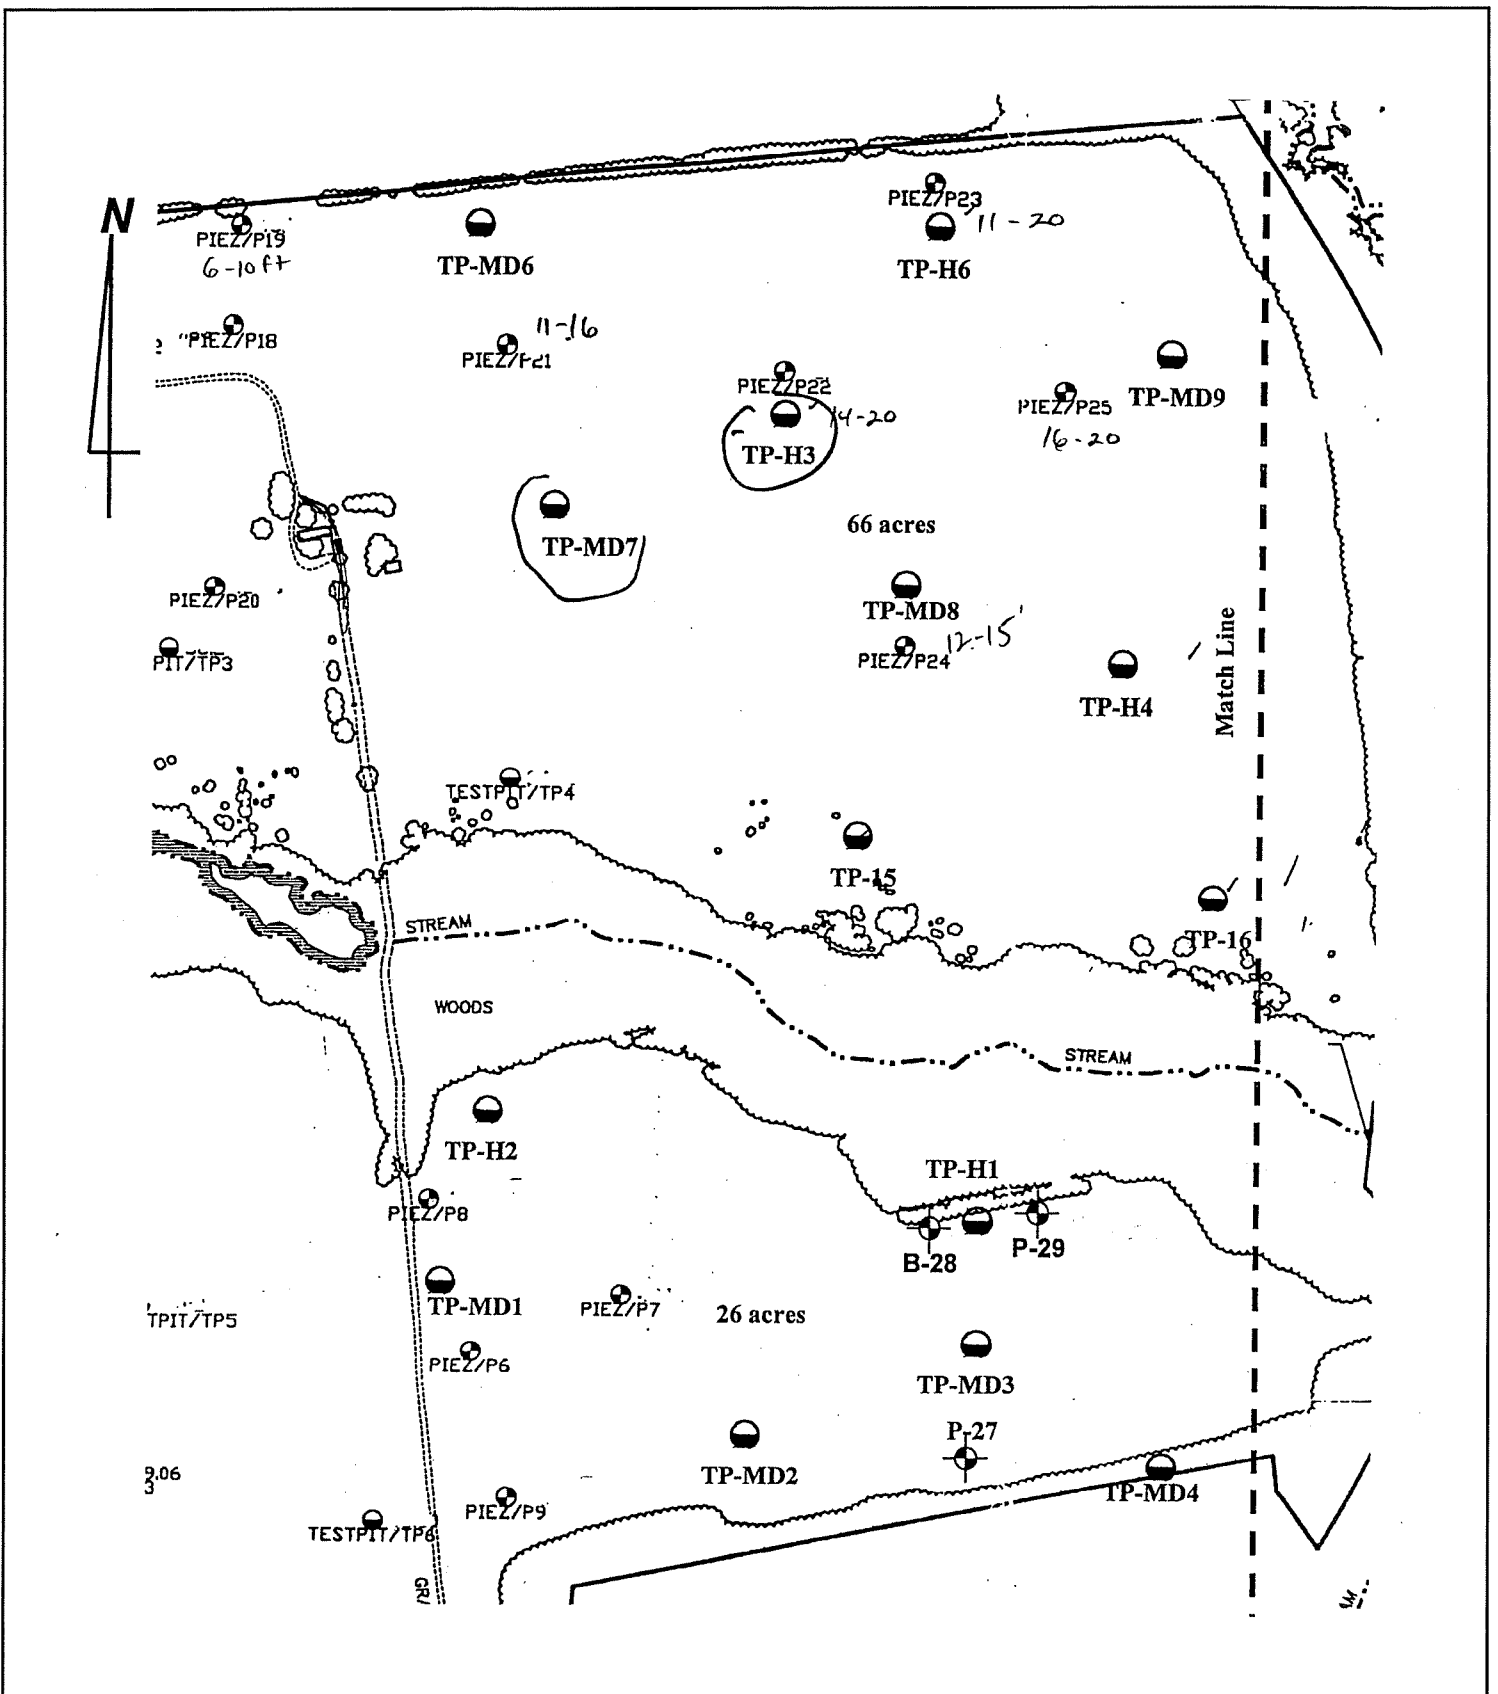 N
PIEZ/P19
6-10 ft
TP-MD6
PIEZ/P23
11-20
TP-H6
PIEZ/P18
11-16
PIEZ/P21
PIEZ/P22
14-20
TP-H3
PIEZ/P25
16-20
TP-MD9
TP-MD7
66 acres
PIEZ/P20
PIT/TP3
TP-MD8
12-15'
PIEZ/P24
TP-H4
Match Line
TESTPIT/TP4
TP-15
TP-16
STREAM
WOODS
STREAM
TP-H2
TP-H1
PIEZ/P8
B-28
P-29
TP-MD1
PIEZ/P7
26 acres
TPIT/TP5
PIEZ/P6
TP-MD3
P-27
TP-MD2
9.06
3
PIEZ/P9
TP-MD4
TESTPIT/TP6
GR/